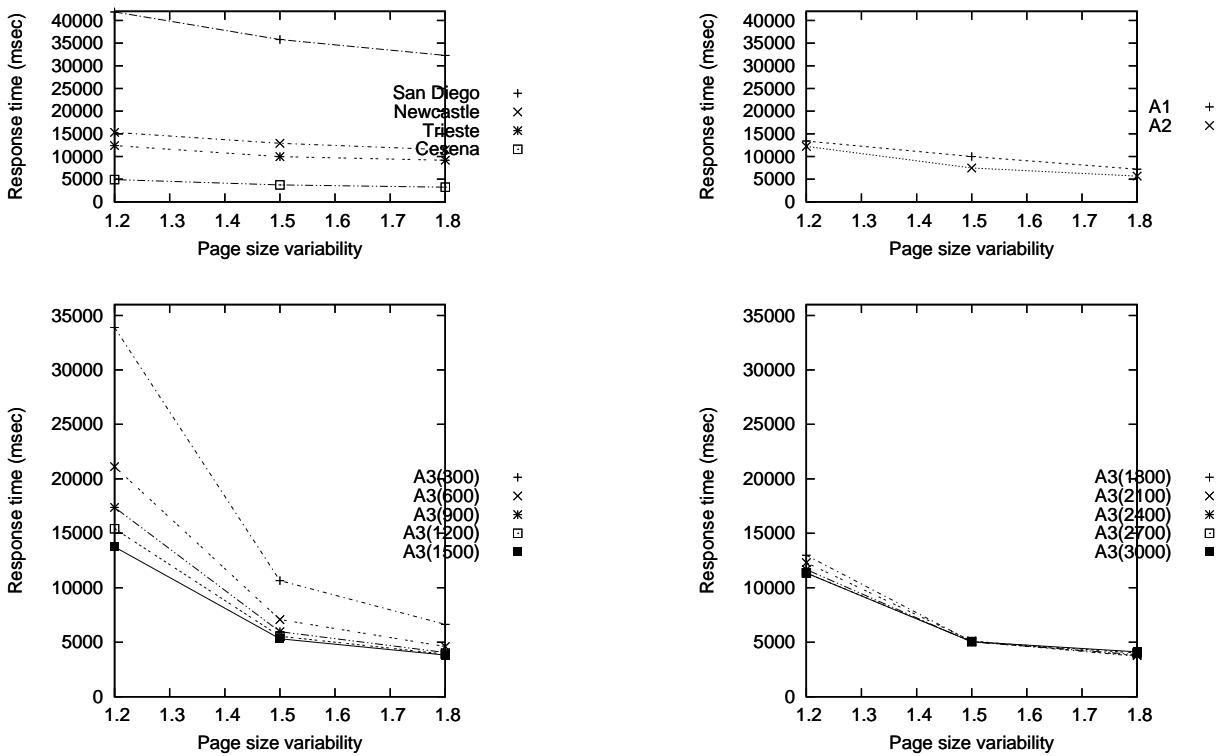 Response time (msec)
42000
40000
35000
30000
25000
20000
15000
10000
5000
0
1.2 1.3 1.4 1.5 1.6 1.7 1.8
Page size variability
San Diego
Newcastle
Trieste
Cesena
Response time (msec)
40000
35000
30000
25000
20000
15000
10000
5000
0
1.2 1.3 1.4 1.5 1.6 1.7 1.8
Page size variability
A1
A2
Response time (msec)
35000
30000
25000
20000
15000
10000
5000
0
1.2 1.3 1.4 1.5 1.6 1.7 1.8
Page size variability
A3(300)
A3(600)
A3(900)
A3(1200)
A3(1500)
Response time (msec)
35000
30000
25000
20000
15000
10000
5000
0
1.2 1.3 1.4 1.5 1.6 1.7 1.8
Page size variability
A3(1800)
A3(2100)
A3(2400)
A3(2700)
A3(3000)